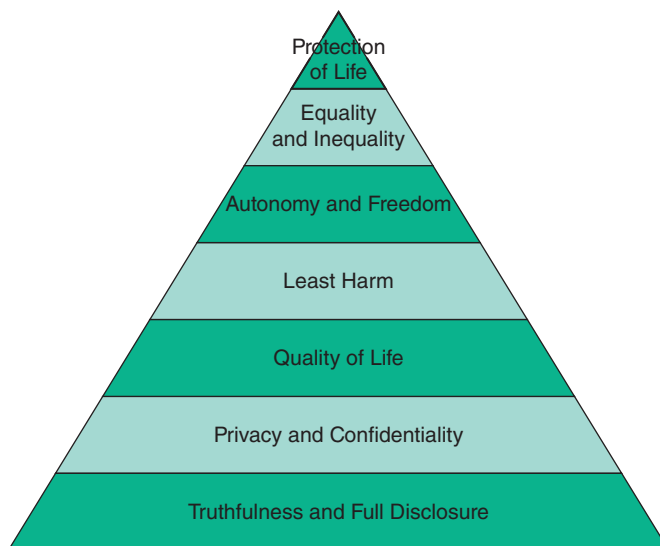 Protection
of Life
Equality
and Inequality
Autonomy and Freedom
Least Harm
Quality of Life
Privacy and Confidentiality
Truthfulness and Full Disclosure